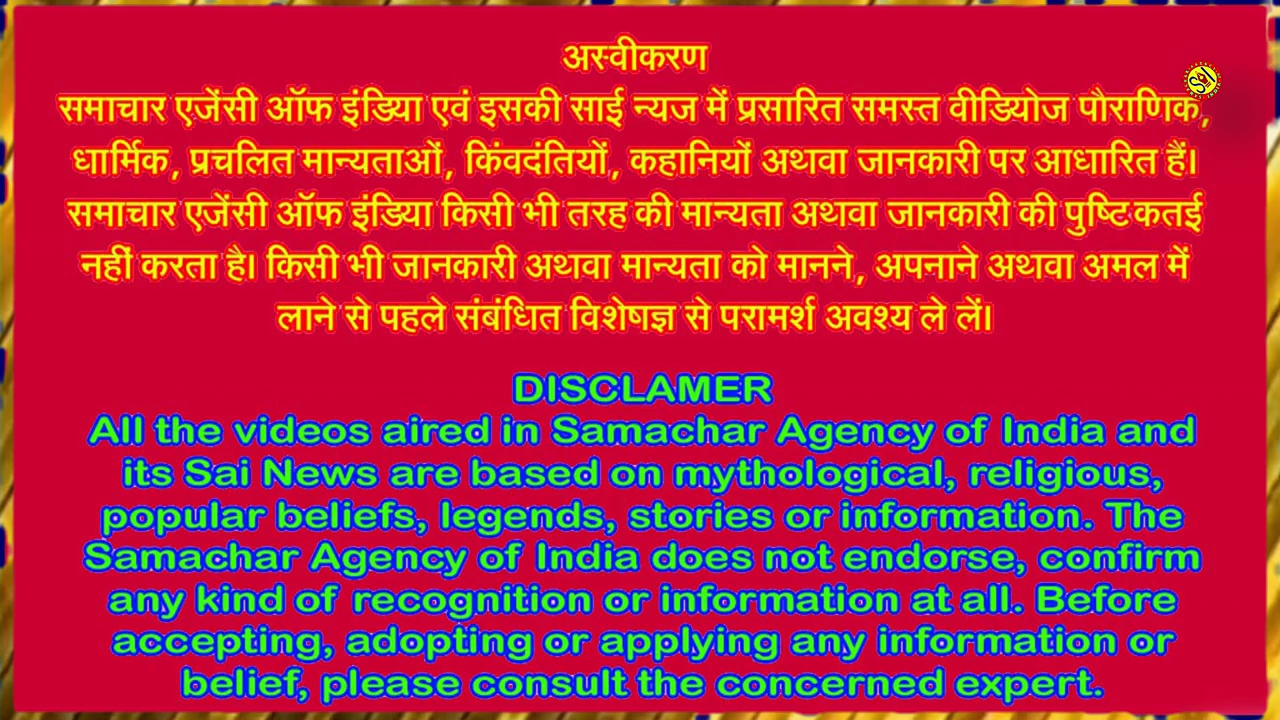 अस्वीकरण
समाचार एजेंसी ऑफ इंडिया एवं इसकी साई न्यज में प्रसारित समस्त वीडियोज पौराणिक,
धार्मिक, प्रचलित मान्यताओं, किंवदंतियों, कहानियों अथवा जानकारी पर आधारित हैं।
समाचार एजेंसी ऑफ इंडिया किसी भी तरह की मान्यता अथवा जानकारी की पुष्टि कतई
नहीं करता है। किसी भी जानकारी अथवा मान्यता को मानने, अपनाने अथवा अमल में
लाने से पहले संबंधित विशेषज्ञ से परामर्श अवश्य ले लें।
DISCLAMER
All the videos aired in Samachar Agency of India and
its Sai News are based on mythological, religious,
popular beliefs, legends, stories or information. The
Samachar Agency of India does not endorse, confirm
any kind of recognition or information at all. Before
accepting, adopting or applying any information or
belief, please consult the concerned expert.